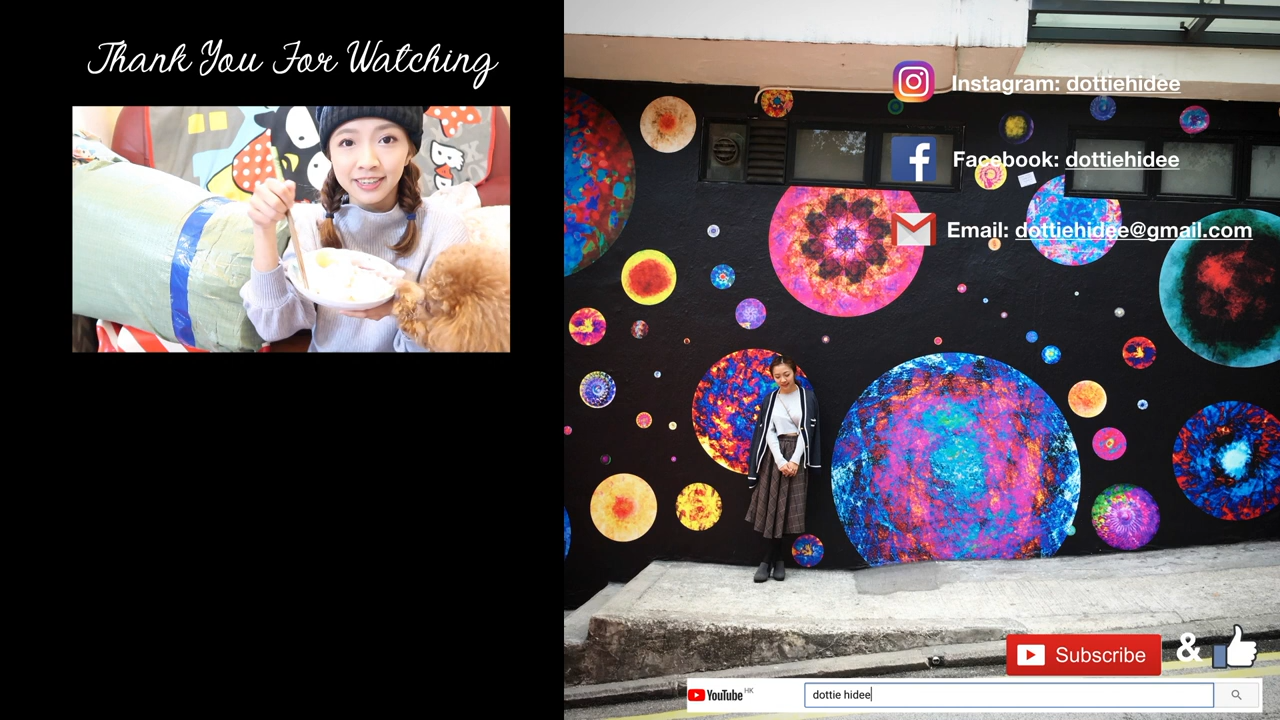 Thank You For Watching
Instagram: dottiehidee
Facebook: dottiehidee
Email: dottiehidee@gmail.com
Subscribe
&
YouTube HK
dottie hidee